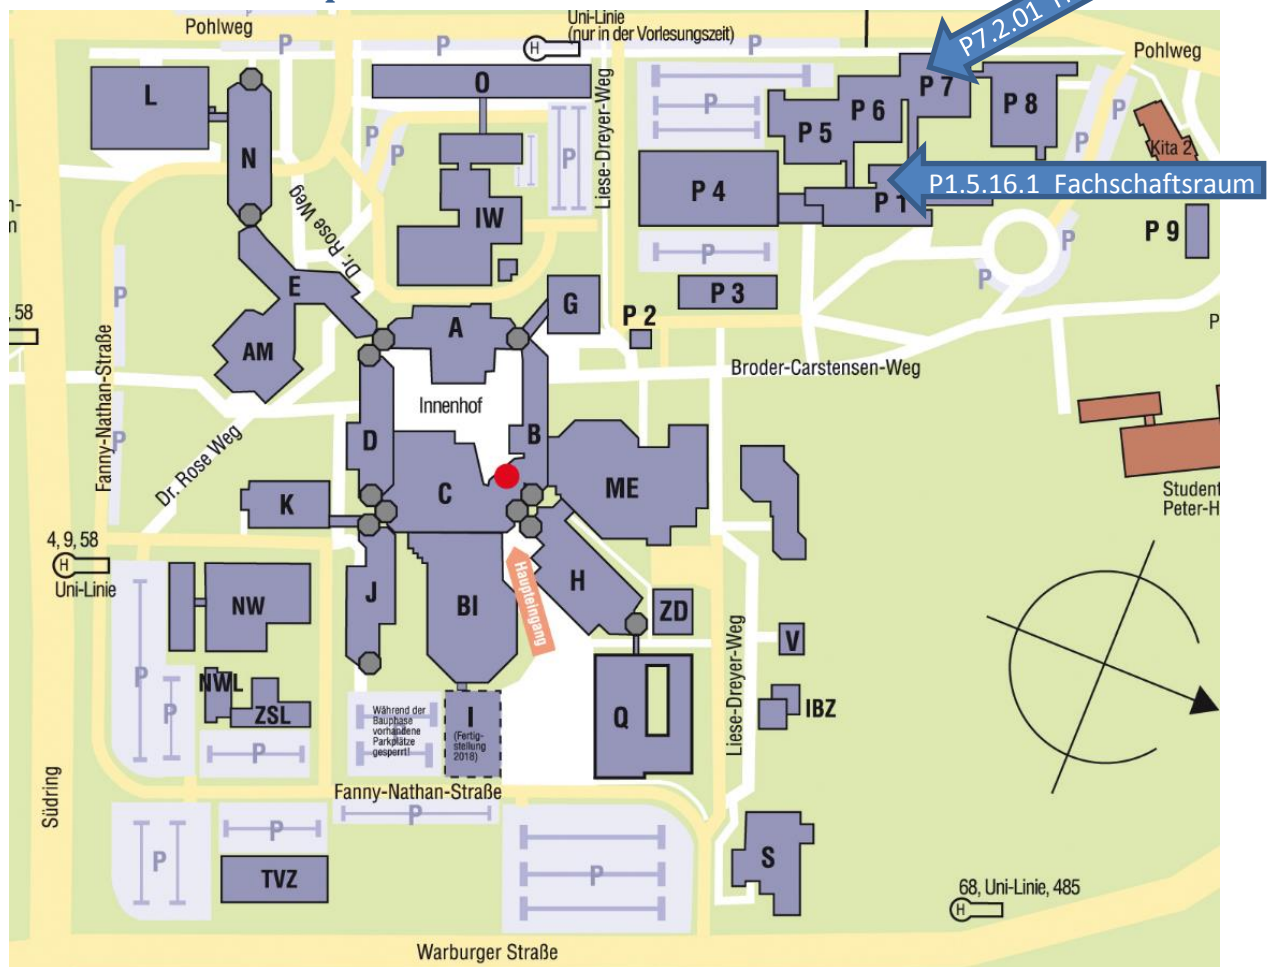 Pohlweg
Uni-Linie
(nur in der Vorlesungszeit)
H
P7.2.01
Pohlweg
P
P
P
L
O
P
P 7
P 6
P 8
P 5
P
P
P
P
P
Kita 2
N
Liese-Dreyer-Weg
P1.5.16.1 Fachschaftsraum
P 4
P 1
IW
Dr. Rose Weg
P 9
P
P
P
E
P
P 3
G
P 2
, 58
A
AM
P
Broder-Carstensen-Weg
Fanny-Nathan-Straße
Innenhof
P
D
B
Dr. Rose Weg
C
ME
K
Student
Peter-H
4, 9, 58
H
Uni-Linie
Haupteingang
H
J
BI
NW
ZD
V
Liese-Dreyer-Weg
P
NWL
ZSL
P
P
Während der
Bauphase
vorhandene
Parkplätze
gesperrt!
P
I
(Fertig-
stellung
2018)
Q
IBZ
Südring
Fanny-Nathan-Straße
P
P
P
P
TVZ
S
68, Uni-Linie, 485
H
Warburger Straße